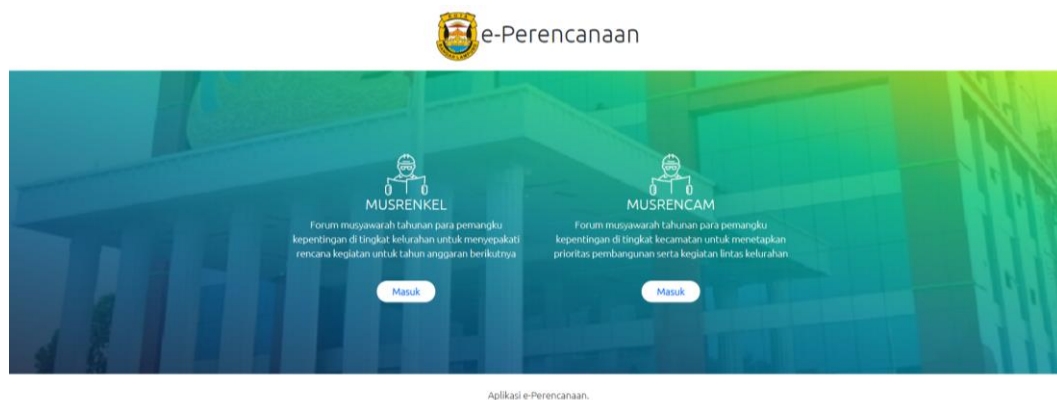 e-Perencanaan
MUSRENKEL
Forum musyawarah tahunan para pemangku
kepentingan di tingkat kelurahan untuk menyepakati
rencana kegiatan untuk tahun anggaran berikutnya
Masuk
MUSRENCAM
Forum musyawarah tahunan para pemangku
kepentingan di tingkat kecamatan untuk menetapkan
prioritas pembangunan serta kegiatan lintas kelurahan
Masuk
Aplikasi e-Perencanaan.